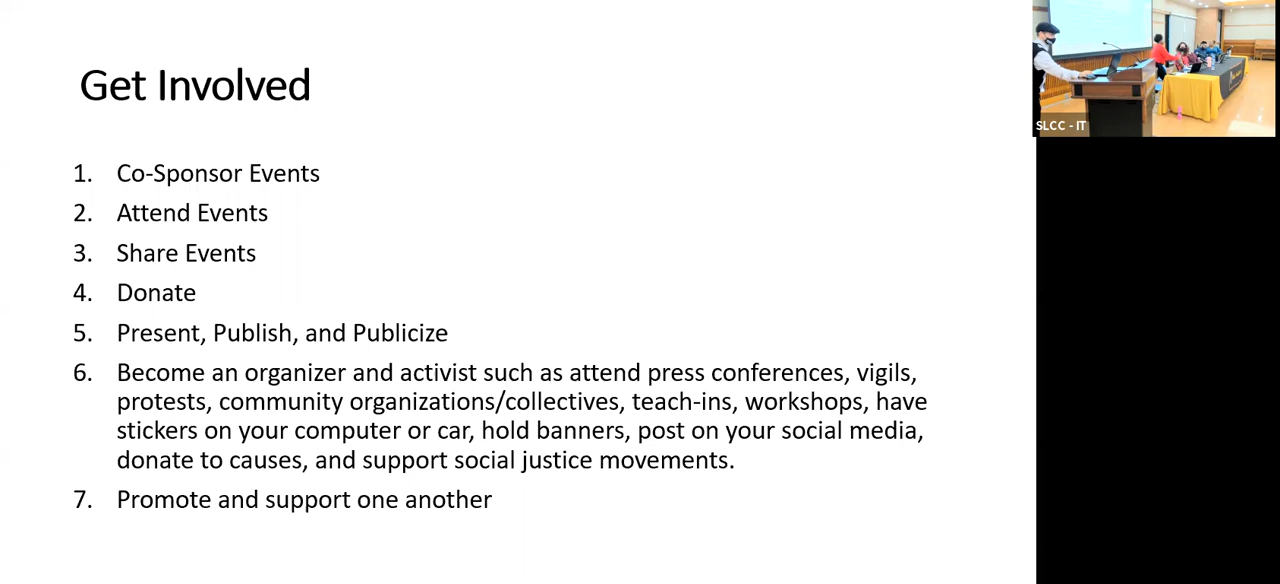 Get Involved
1. Co-Sponsor Events
2. Attend Events
3. Share Events
4. Donate
5. Present, Publish, and Publicize
6. Become an organizer and activist such as attend press conferences, vigils,
protests, community organizations/collectives, teach-ins, workshops, have
stickers on your computer or car, hold banners, post on your social media,
donate to causes, and support social justice movements.
7. Promote and support one another
SLCC - IT